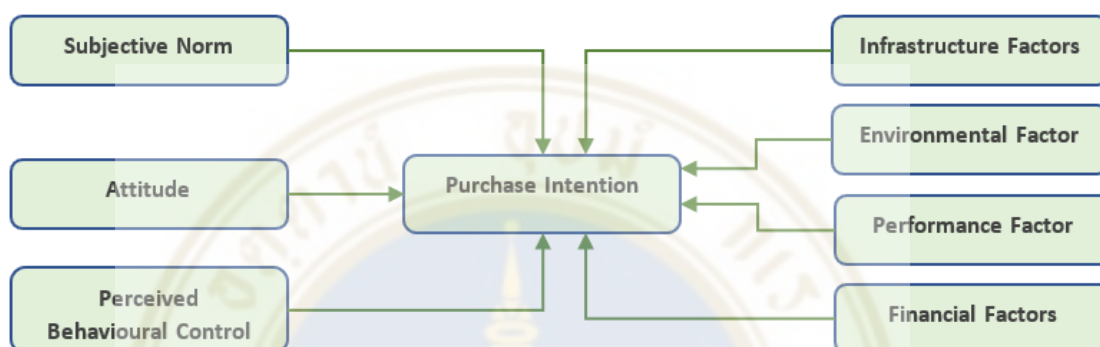 Subjective Norm
Infrastructure Factors
Environmental Factor
Attitude
Purchase Intention
Performance Factor
Perceived
Behavioural Control
Financial Factors